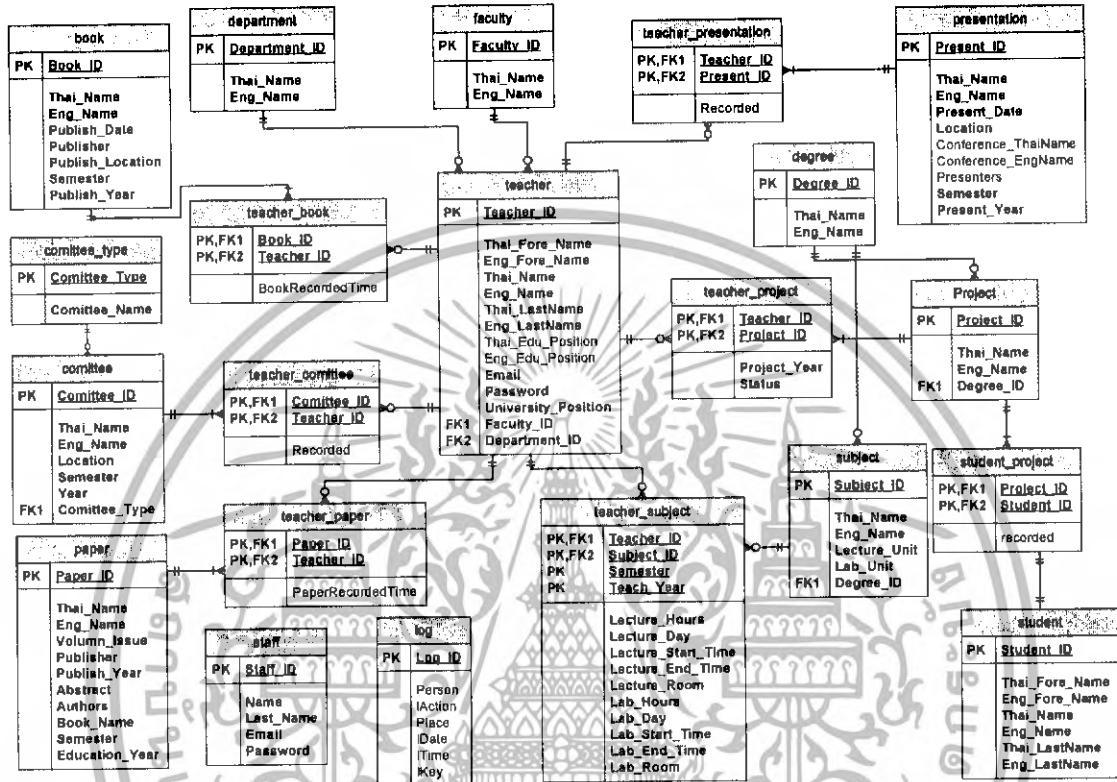 book
PK Book_ID
Thai_Name
Eng_Name
Publish_Date
Publisher
Publish_Location
Semester
Publish_Year
department
PK Department_ID
Thai_Name
Eng_Name
faculty
PK Faculty_ID
Thai_Name
Eng_Name
teacher_presentation
PK,FK1 Teacher_ID
PK,FK2 Present_ID
Recorded
presentation
PK Present_ID
Thai_Name
Eng_Name
Present_Date
Location
Conference_ThaiName
Conference_EngName
Presenters
Semester
Present_Year
degree
PK Degree_ID
Thai_Name
Eng_Name
teacher
PK Teacher_ID
Thai_Fore_Name
Eng_Fore_Name
Thai_Name
Eng_Name
Thai_LastName
Eng_LastName
Thai_Edu_Position
Eng_Edu_Position
Email
Password
University_Position
FK1 Faculty_ID
FK2 Department_ID
teacher_book
PK,FK1 Book_ID
PK,FK2 Teacher_ID
BookRecordedTime
comittee_type
PK Comittee_Type
Comittee_Name
teacher_project
PK,FK1 Teacher_ID
PK,FK2 Project_ID
Project_Year
Status
Project
PK Project_ID
Thai_Name
Eng_Name
FK1 Degree_ID
comittee
PK Comittee_ID
Thai_Name
Eng_Name
Location
Semester
Year
FK1 Comittee_Type
teacher_comittee
PK,FK1 Comittee_ID
PK,FK2 Teacher_ID
Recorded
subject
PK Subject_ID
Thai_Name
Eng_Name
Lecture_Unit
Lab_Unit
FK1 Degree_ID
student_project
PK,FK1 Project_ID
PK,FK2 Student_ID
recorded
teacher_paper
PK,FK1 Paper_ID
PK,FK2 Teacher_ID
PaperRecordedTime
teacher_subject
PK,FK1 Teacher_ID
PK,FK2 Subject_ID
PK Semester
PK Teach_Year
Lecture_Hours
Lecture_Day
Lecture_Start_Time
Lecture_End_Time
Lecture_Room
Lab_Hours
Lab_Day
Lab_Start_Time
Lab_End_Time
Lab_Room
paper
PK Paper_ID
Thai_Name
Eng_Name
Volumn_Issue
Publisher
Publish_Year
Abstract
Authors
Book_Name
Semester
Education_Year
staff
PK Staff_ID
Name
Last_Name
Email
Password
log
PK Log_ID
Person
lAction
Place
lDate
lTime
lKey
student
PK Student_ID
Thai_Fore_Name
Eng_Fore_Name
Thai_Name
Eng_Name
Thai_LastName
Eng_LastName